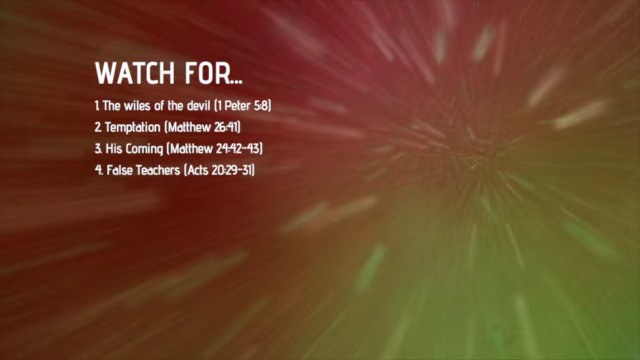 WATCH FOR...
1. The wiles of the devil (1 Peter 5:8)
2. Temptation (Matthew 26:41)
3. His Coming (Matthew 24:42-43)
4. False Teachers (Acts 20:29-31)